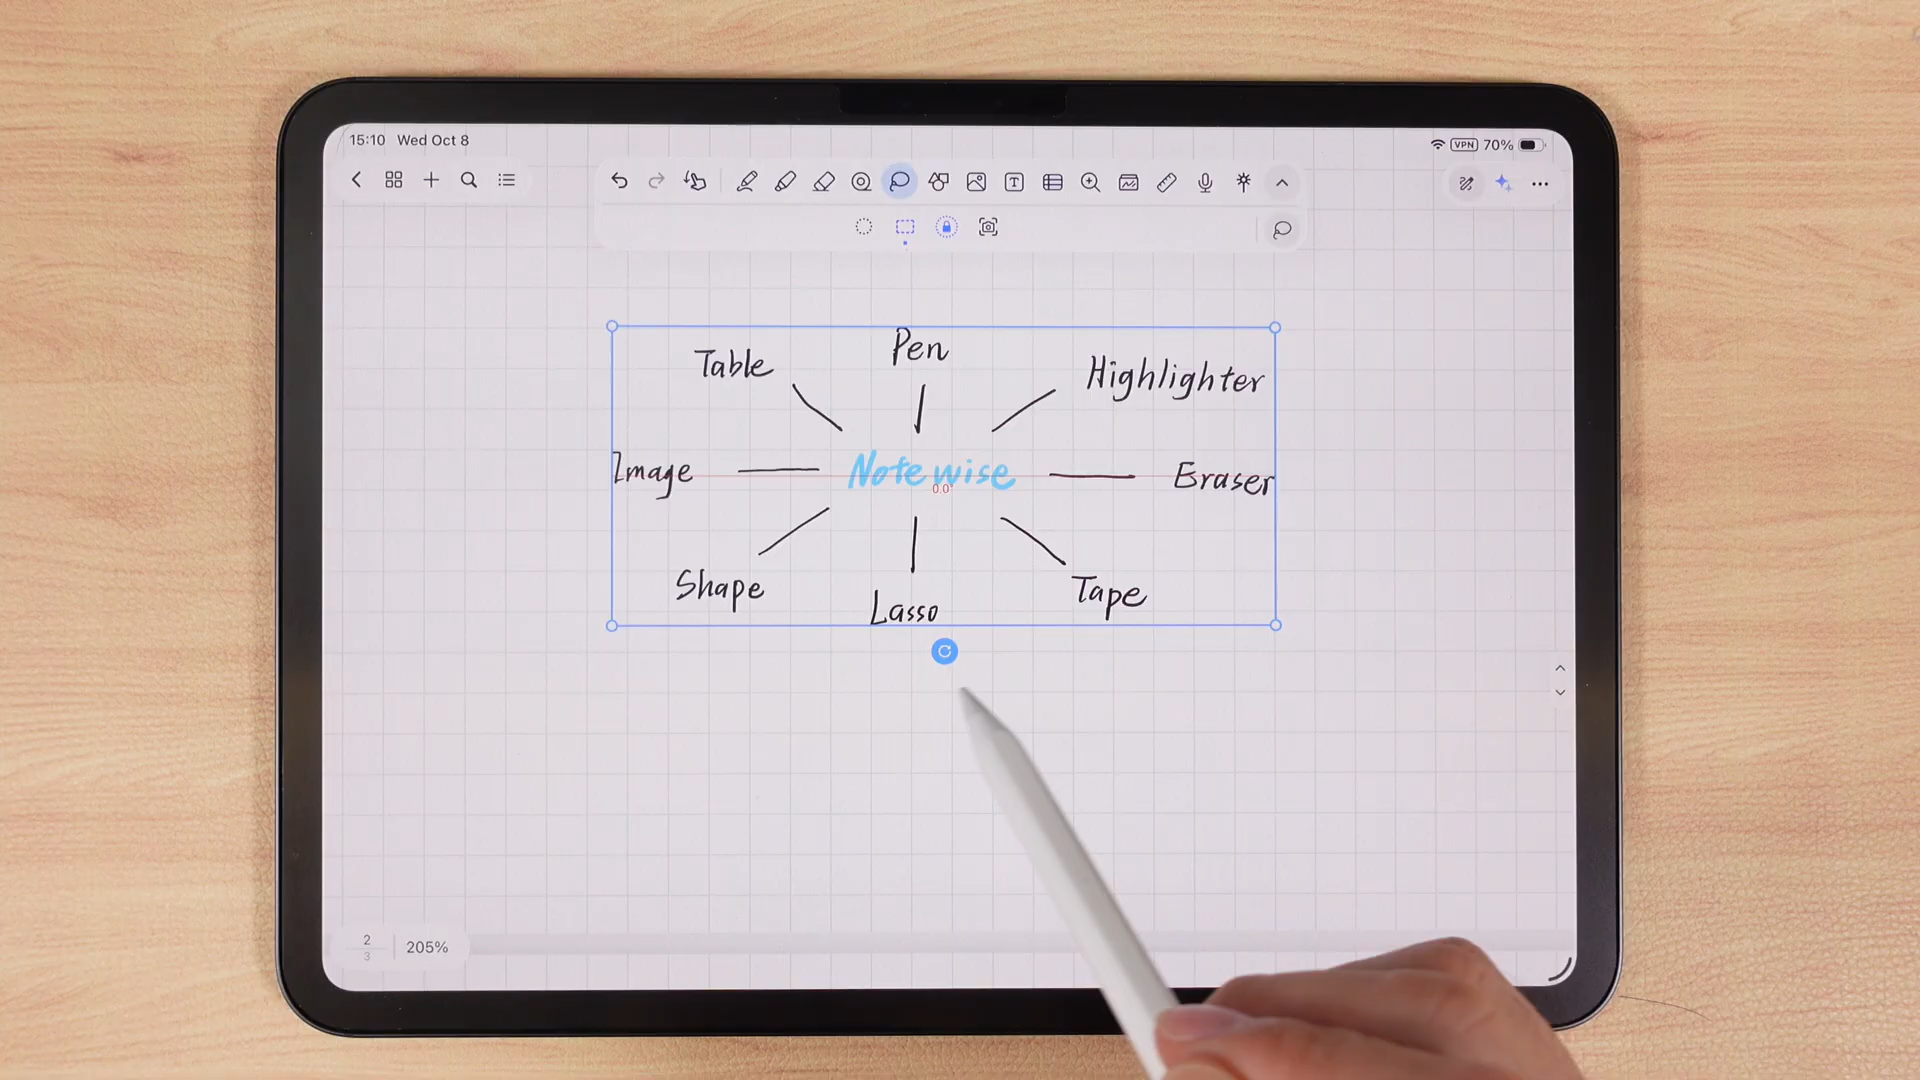 15:10 Wed Oct 8
VPN 70%
Pen
Table
Highlighter
Image
Notewise
Eraser
0.0°
Shape
Lasso
Tape
2
3
205%